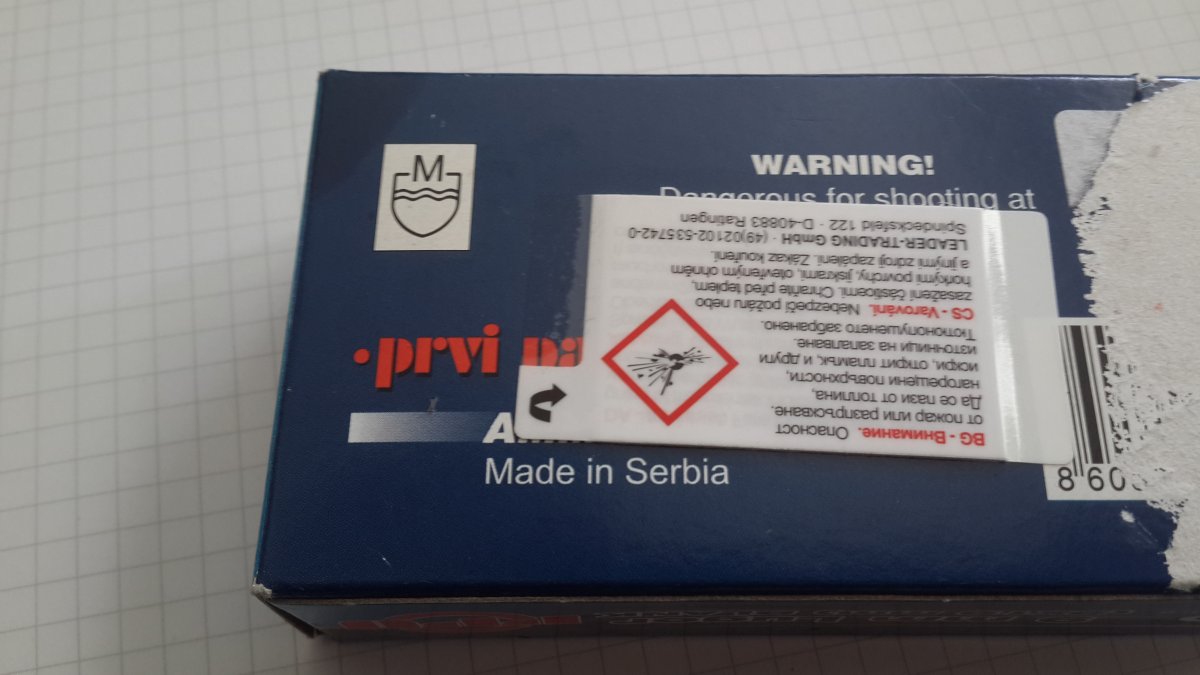 M
WARNING!
Dangerous for shooting at
prvi
Made in Serbia
8 60
BG - Внимание. Опасност
от пожар или разпръскване.
Да се пази от топлина,
нагорещени повърхности,
искри, открит пламък, и други
източници на запалване.
Тютюнопушенето забранено.
CS - Varování. Nebezpečí požáru nebo
zasažení částicemi. Chraňte před teplem,
horkými povrchy, jiskrami, otevřeným ohněm
a jinými zdroji zapálení. Zákaz kouření.
LEADER-TRADING GmbH · (49)02102-535742-0
Spindecksfeld 122 · D-40883 Ratingen